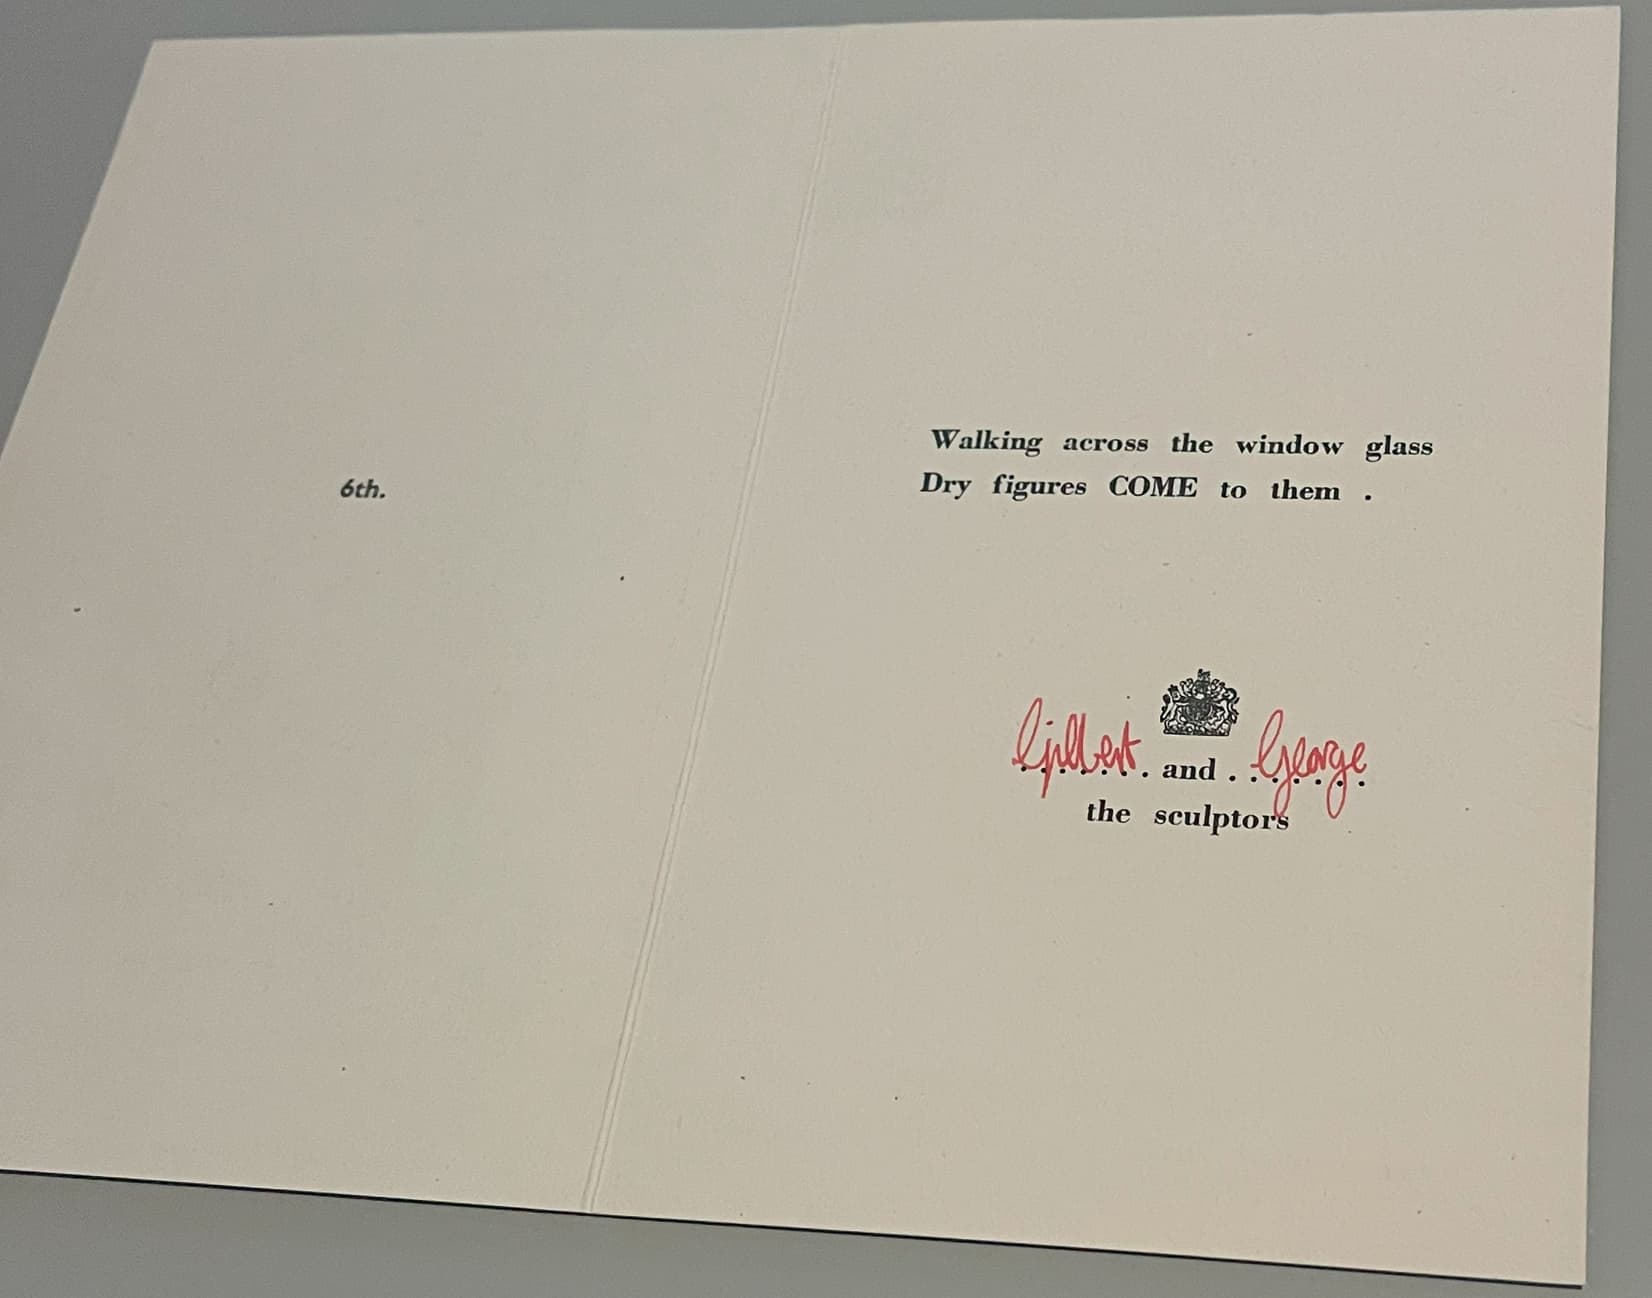 6th.
Walking across the window glass
Dry figures COME to them .
Gilbert. and . . George
the sculptors